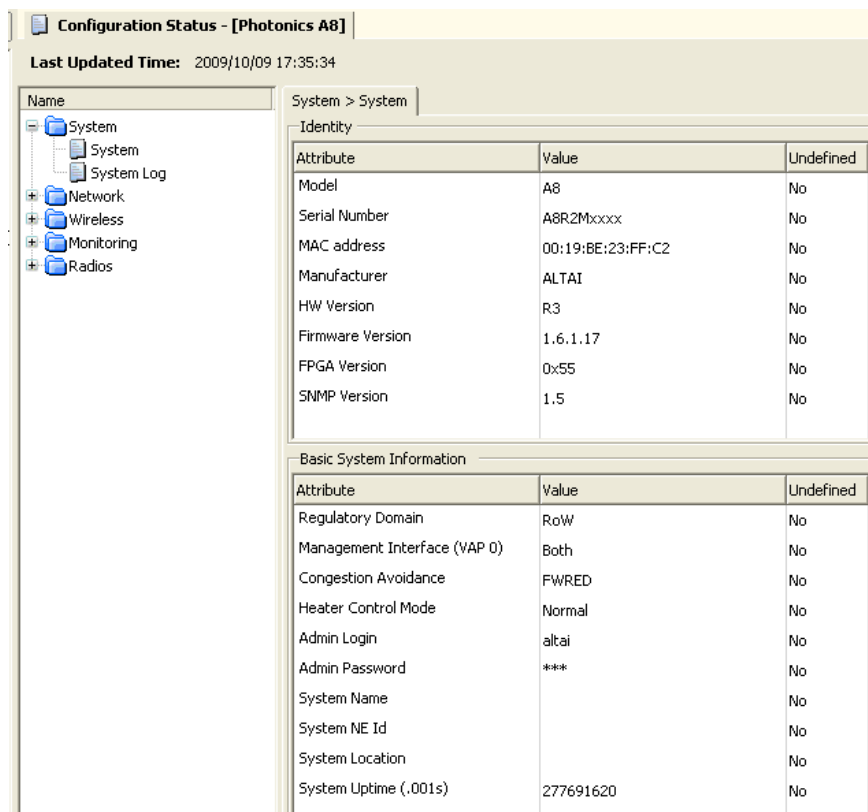 Configuration Status - [Photonics A8]
Last Updated Time: 2009/10/09 17:35:34
Name
System
System
System Log
Network
Wireless
Monitoring
Radios
System > System
Identity
Attribute Value Undefined
Model A8 No
Serial Number A8R2Mxxxx No
MAC address 00:19:BE:23:FF:C2 No
Manufacturer ALTAI No
HW Version R3 No
Firmware Version 1.6.1.17 No
FPGA Version 0x55 No
SNMP Version 1.5 No
Basic System Information
Attribute Value Undefined
Regulatory Domain RoW No
Management Interface (VAP 0) Both No
Congestion Avoidance FWRED No
Heater Control Mode Normal No
Admin Login altai No
Admin Password *** No
System Name No
System NE Id No
System Location No
System Uptime (.001s) 277691620 No